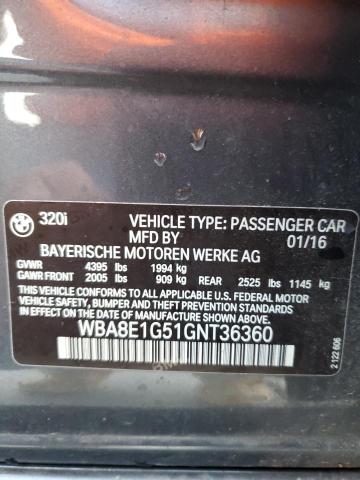 BMW
320i
VEHICLE TYPE: PASSENGER CAR
MFD BY 01/16
BAYERISCHE MOTOREN WERKE AG
GVWR 4395 lbs 1994 kg
GAWR FRONT 2005 lbs 909 kg REAR 2525 lbs 1145 kg
THIS VEHICLE CONFORMS TO ALL APPLICABLE FEDERAL MOTOR
VEHICLE SAFETY, BUMPER, AND THEFT PREVENTION STANDARDS
IN EFFECT ON THE DATE OF MANUFACTURE SHOWN ABOVE.
WBA8E1G51GNT36360
2 122 606